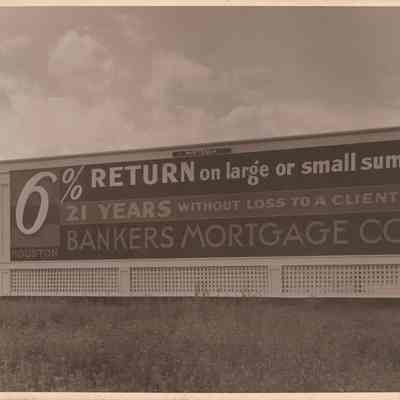 6% RETURN on large or small sum
21 YEARS WITHOUT LOSS TO A CLIENT
BANKERS MORTGAGE CO
HOUSTON